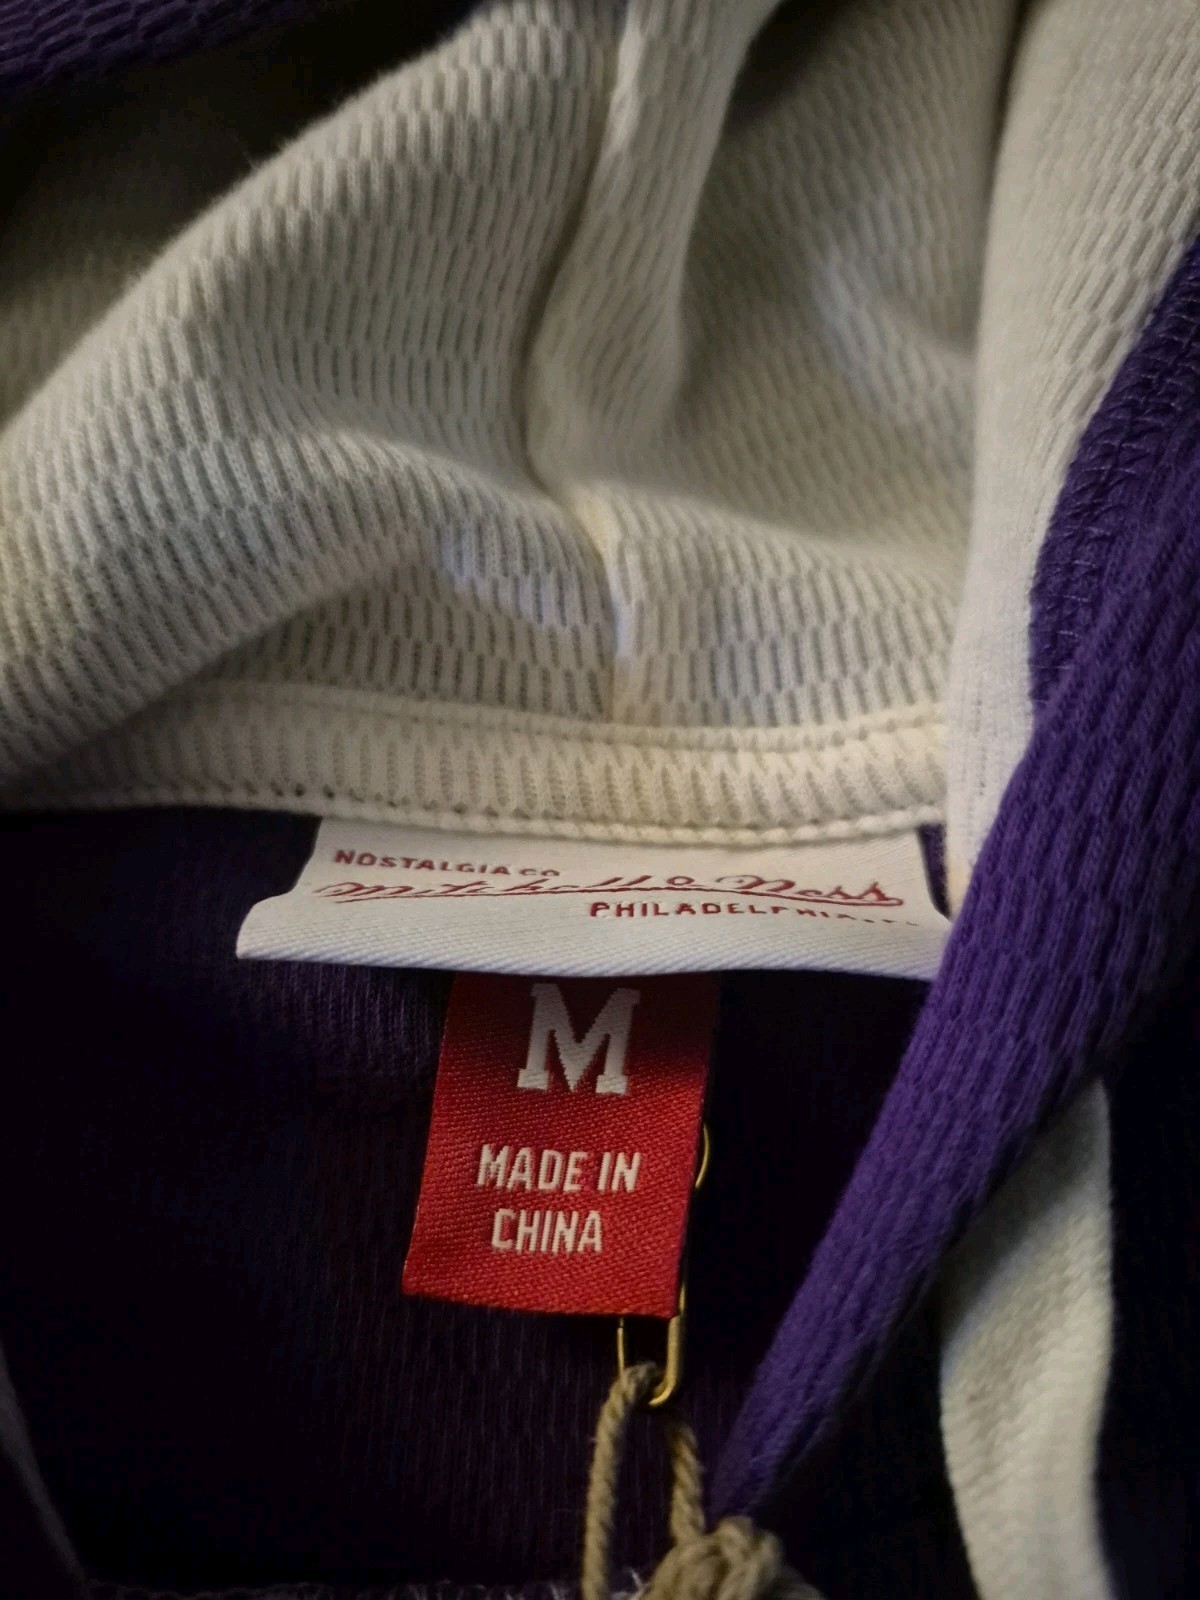 NOSTALGIA CO
Mitchell & Ness
PHILADELPHIA
M
MADE IN
CHINA